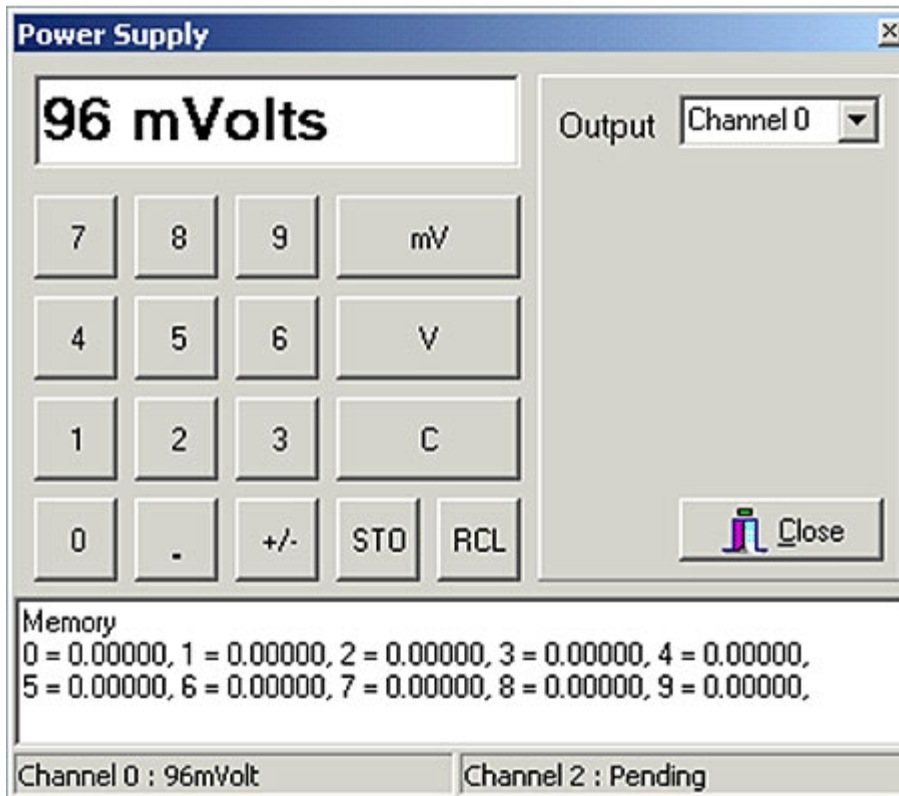 Power Supply
96 mVolts
Output Channel 0
7 8 9 mV
4 5 6 V
1 2 3 C
0 . +/- STO RCL
Close
Memory
0 = 0.00000, 1 = 0.00000, 2 = 0.00000, 3 = 0.00000, 4 = 0.00000,
5 = 0.00000, 6 = 0.00000, 7 = 0.00000, 8 = 0.00000, 9 = 0.00000,
Channel 0 : 96mVolt
Channel 2 : Pending